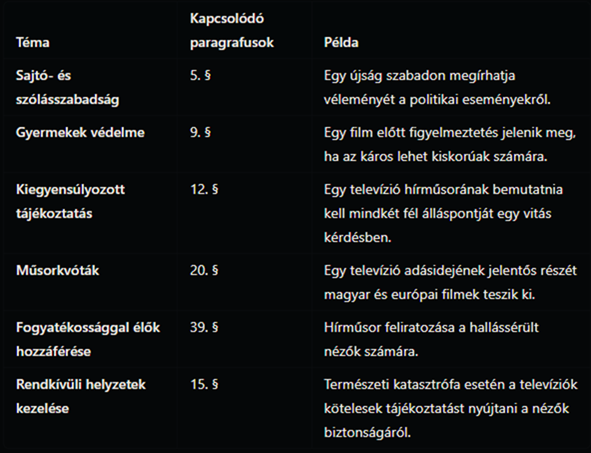 Téma
Kapcsolódó
paragrafusok
Példa
Sajtó- és
szólásszabadság
5. §
Egy újság szabadon megírhatja
véleményét a politikai eseményekről.
Gyermekek védelme
9. §
Egy film előtt figyelmeztetés jelenik meg,
ha az káros lehet kiskorúak számára.
Kiegyensúlyozott
tájékoztatás
12. §
Egy televízió hírműsorának bemutatnia
kell mindkét fél álláspontját egy vitás
kérdésben.
Műsorkvóták
20. §
Egy televízió adásidejének jelentős részét
magyar és európai filmek teszik ki.
Fogyatékossággal élők
hozzáférése
39. §
Hírműsor feliratozása a hallássérült
nézők számára.
Rendkívüli helyzetek
kezelése
15. §
Természeti katasztrófa esetén a televíziók
kötelesek tájékoztatást nyújtani a nézők
biztonságáról.